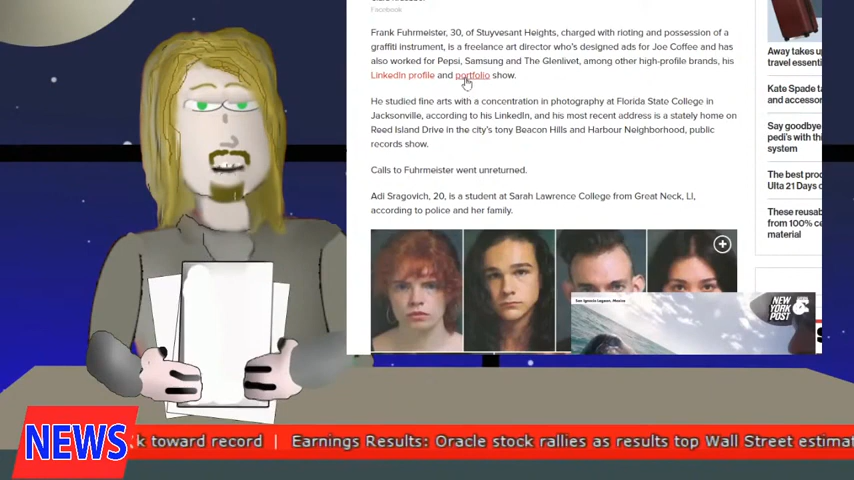 Facebook
Frank Fuhrmeister, 30, of Stuyvesant Heights, charged with rioting and possession of a
graffiti instrument, is a freelance art director who's designed ads for Joe Coffee and has
also worked for Pepsi, Samsung and The Glenlivet, among other high-profile brands, his
LinkedIn profile and portfolio show.
He studied fine arts with a concentration in photography at Florida State College in
Jacksonville, according to his LinkedIn, and his most recent address is a stately home on
Reed Island Drive in the city's tony Beacon Hills and Harbour Neighborhood, public
records show.
Calls to Fuhrmeister went unreturned.
Adi Sragovich, 20, is a student at Sarah Lawrence College from Great Neck, LI,
according to police and her family.
Away takes u
travel essenti
Kate Spade ta
and accessor
Say goodbye
pedi's with th
system
The best prod
Ulta 21 Days o
These reusab
from 100% ce
material
San Ignacio Lagoon, Mexico
NEW
YORK
POST
NEWS
k toward record | Earnings Results: Oracle stock rallies as results top Wall Street estimat